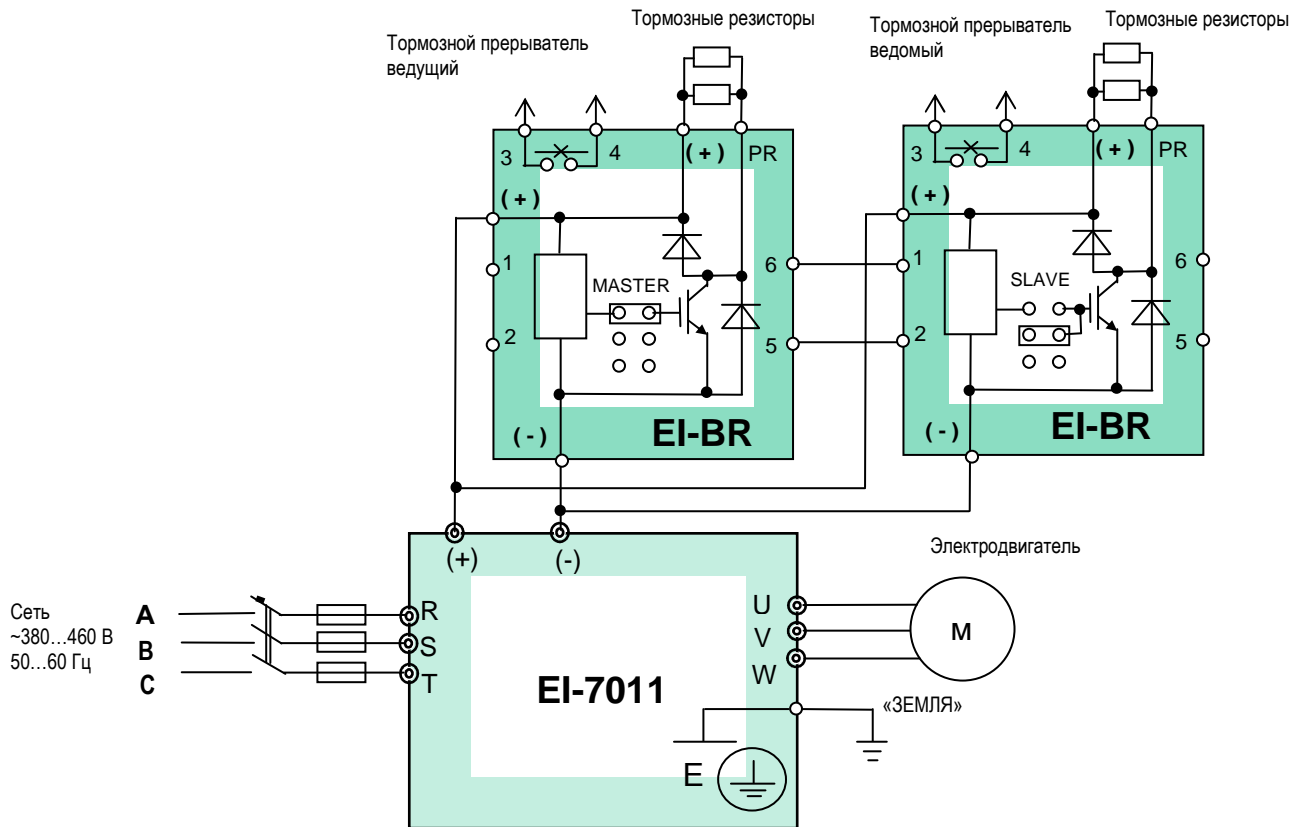 Тормозной прерыватель
ведущий
Тормозные резисторы
Тормозной прерыватель
ведомый
Тормозные резисторы
3
4
(+)
PR
(+)
1
2
MASTER
6
5
(-)
EI-BR
3
4
(+)
PR
(+)
1
2
SLAVE
6
5
(-)
EI-BR
(+)
(-)
Электродвигатель
Сеть
~380...460 В
50...60 Гц
A
B
C
R
S
T
EI-7011
U
V
W
M
«ЗЕМЛЯ»
E